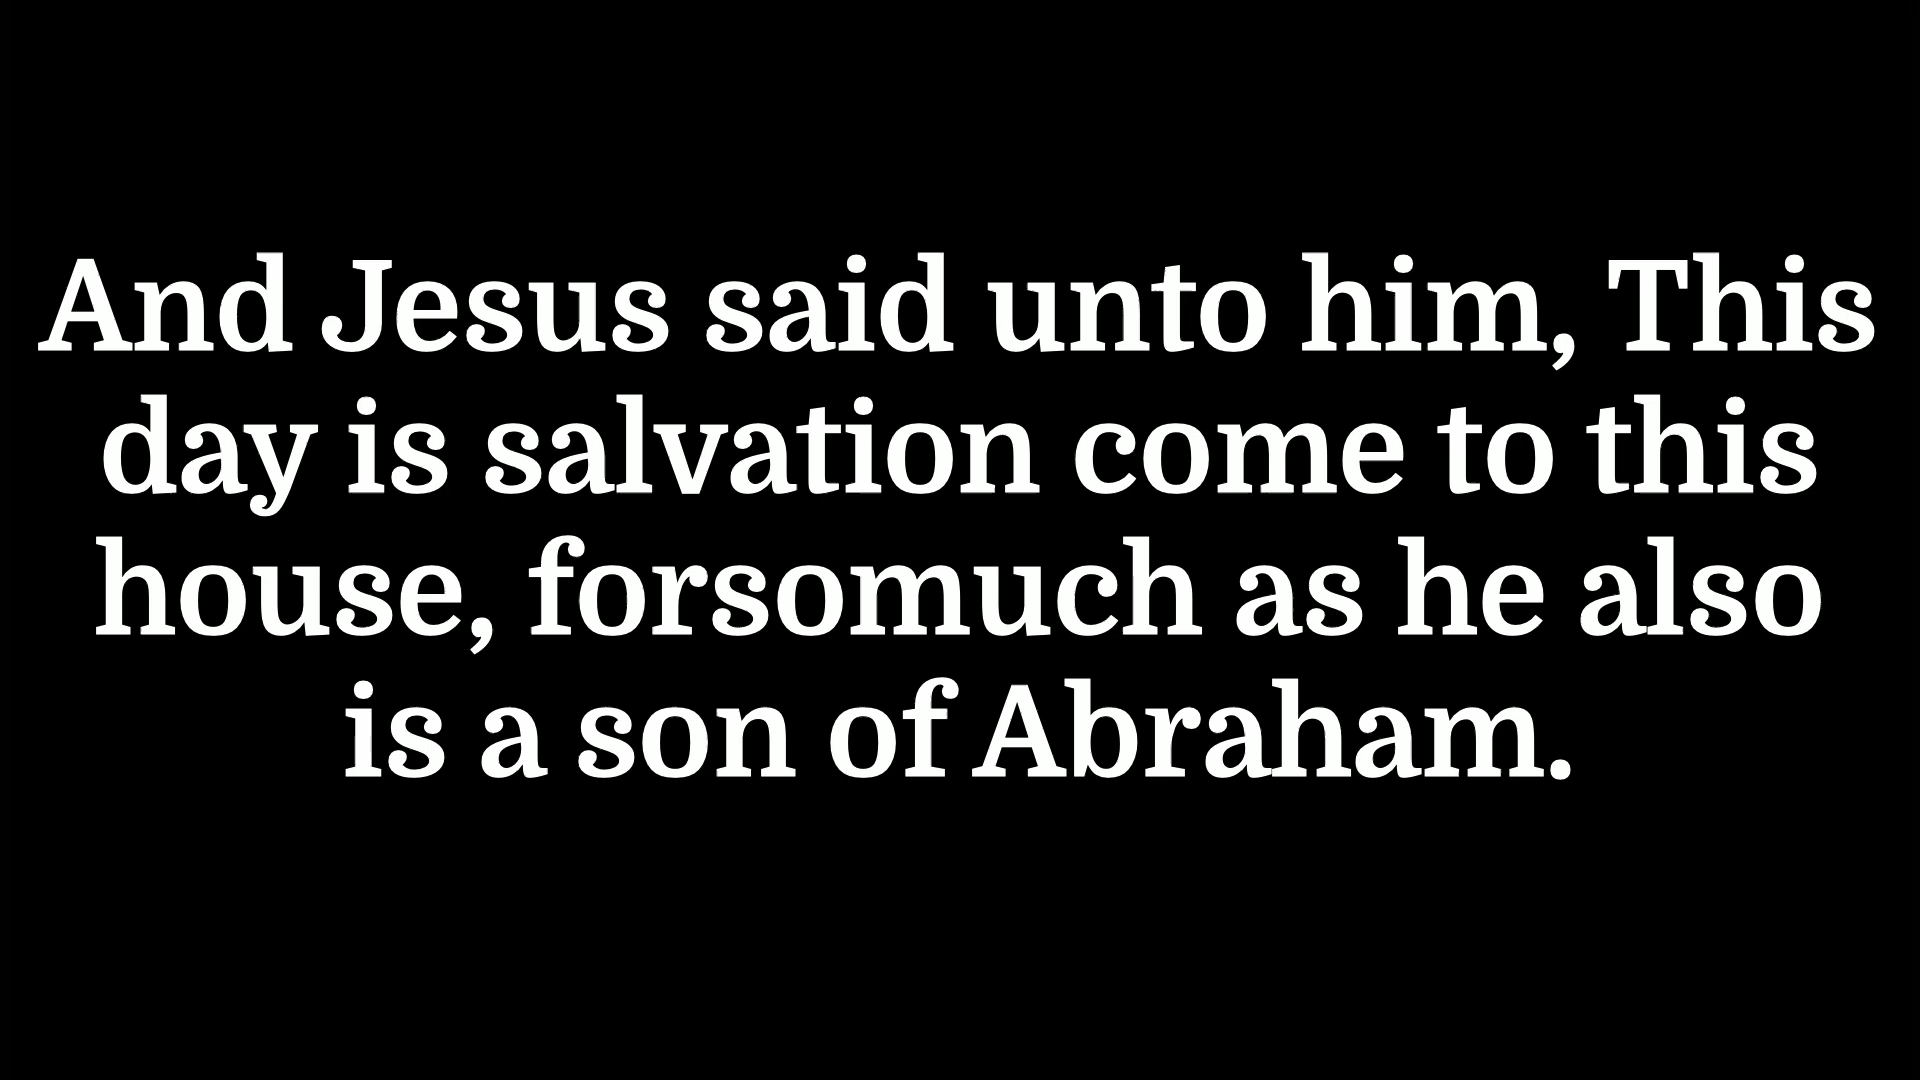 And Jesus said unto him, This
day is salvation come to this
house, forsomuch as he also
is a son of Abraham.